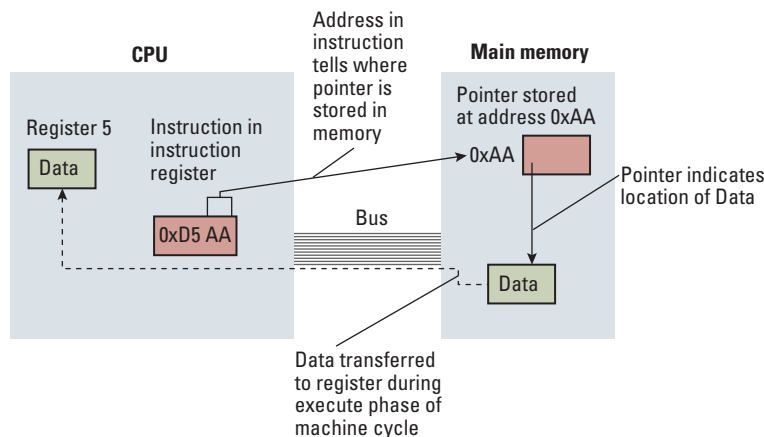 CPU
Address in
instruction
tells where
pointer is
stored in
memory
Main memory
Register 5
Data
Instruction in
instruction
register
0xD5 AA
Pointer stored
at address 0xAA
0xAA
Pointer indicates
location of Data
Bus
Data
Data transferred
to register during
execute phase of
machine cycle